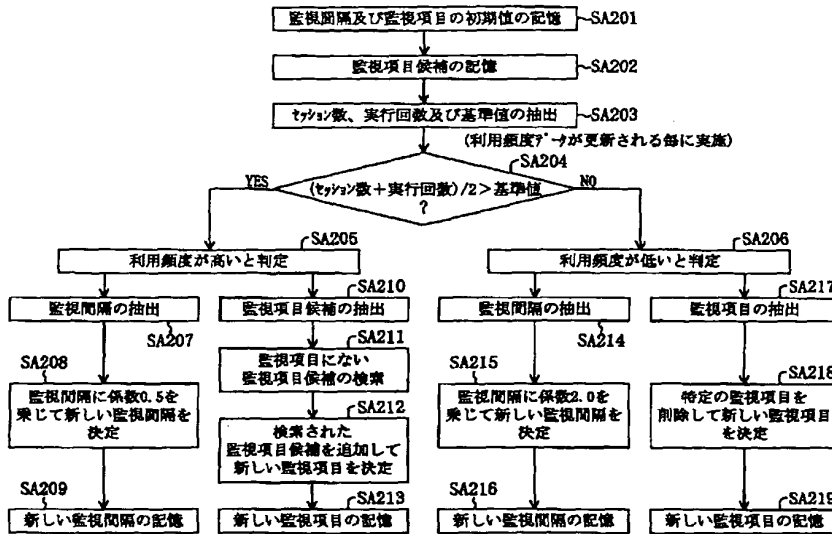 監視間隔及び監視項目の初期値の記憶 SA201
監視項目候補の記憶 SA202
セッション数、実行回数及び基準値の抽出 SA203
(利用頻度データが更新される毎に実施)
SA204
YES (セッション数+実行回数)/2>基準値 NO
?
SA205 SA206
利用頻度が高いと判定 利用頻度が低いと判定
SA210 SA217
監視間隔の抽出 監視項目候補の抽出 監視間隔の抽出 監視項目の抽出
SA207 SA211 SA214
監視項目にない
監視項目候補の検索
SA208 SA215 SA218
監視間隔に係数0.5を
乗じて新しい監視間隔を
決定
SA212
検索された
監視項目候補を追加して
新しい監視項目を決定
監視間隔に係数2.0を
乗じて新しい監視間隔を
決定
特定の監視項目を
削除して新しい監視項目
を決定
SA209 SA213 SA216 SA219
新しい監視間隔の記憶 新しい監視項目の記憶 新しい監視間隔の記憶 新しい監視項目の記憶